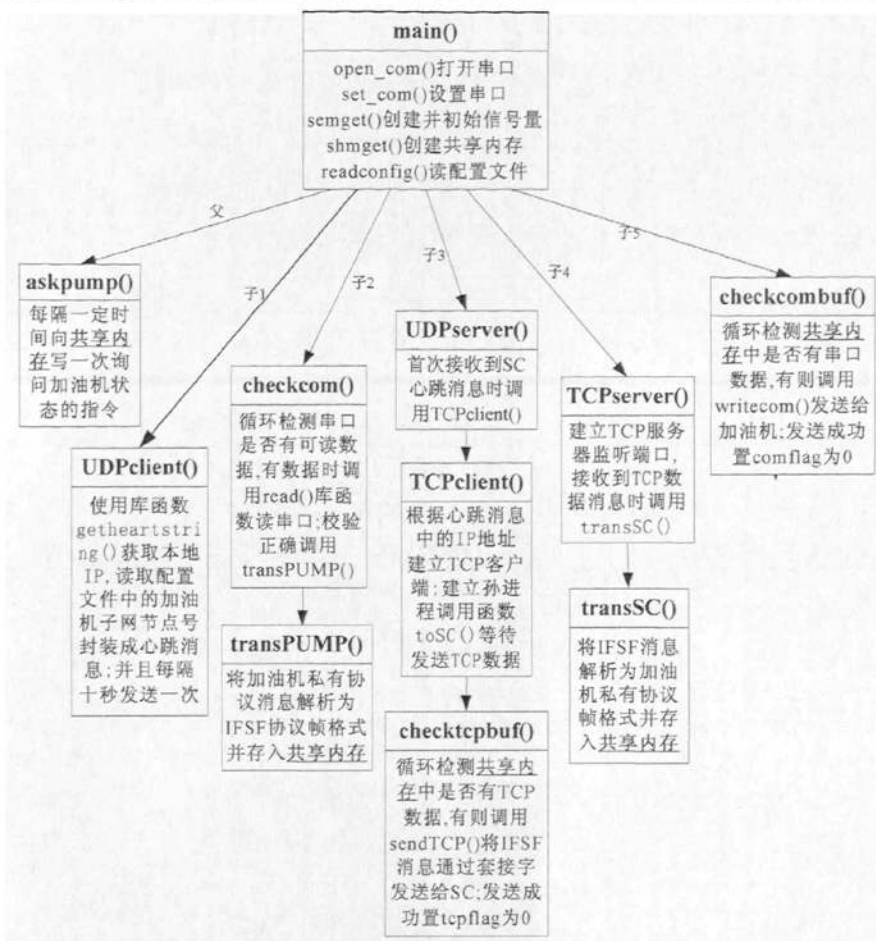 main()
open_com()打开串口
set_com()设置串口
semget()创建并初始信号量
shmget()创建共享内存
readconfig()读配置文件
父
子1
子2
子3
子4
子5
askpump()
每隔一定时
间向共享内
存写一次询
问加油机状
态的指令
UDPclient()
使用库函数
getheartstri
ng()获取本地
IP,读取配置
文件中的加油
机子网节点号
封装成心跳消
息;并且每隔
十秒发送一次
checkcom()
循环检测串口
是否有可读数
据,有数据时调
用read()库函
数读串口;校验
正确调用
transPUMP()
transPUMP()
将加油机私有协
议消息解析为
IFSF协议帧格式
并存入共享内存
UDPserver()
首次接收到SC
心跳消息时调
用TCPclient()
TCPclient()
根据心跳消息
中的IP地址
建立TCP客户
端;建立孙进
程调用函数
toSC()等待
发送TCP数据
checktcpbuf()
循环检测共享内
存中是否有TCP
数据,有则调用
sendTCP()将IFSF
消息通过套接字
发送给SC;发送成
功置tcpflag为0
TCPserver()
建立TCP服务
器监听端口,
接收到TCP数
据消息时调用
transSC()
transSC()
将IFSF消息
解析为加油
机私有协议
帧格式并存
入共享内存
checkcombuf()
循环检测共享内
存中是否有串口
数据,有则调用
writecom()发送给
加油机;发送成功
置comflag为0